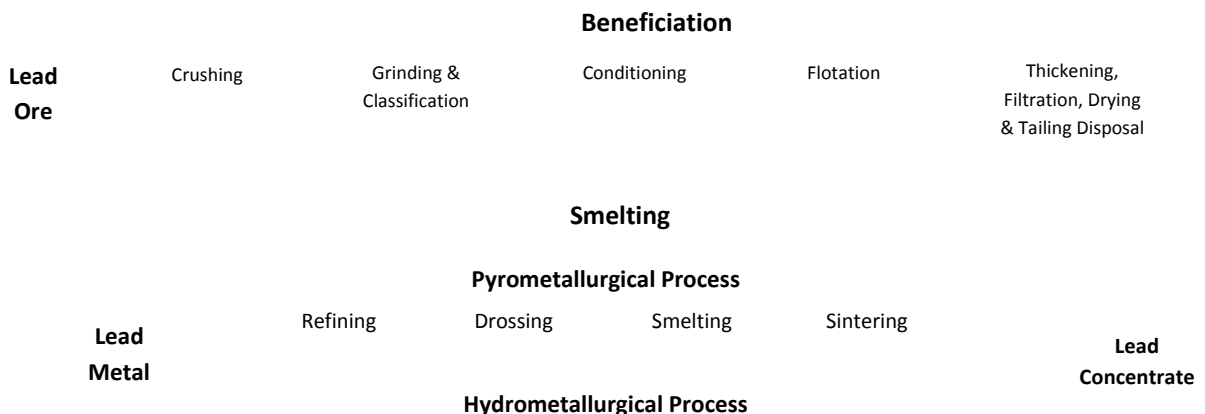 Beneficiation
Lead
Ore
Crushing
Grinding &
Classification
Conditioning
Flotation
Thickening,
Filtration, Drying
& Tailing Disposal
Smelting
Pyrometallurgical Process
Lead
Metal
Refining
Drossing
Smelting
Sintering
Lead
Concentrate
Hydrometallurgical Process